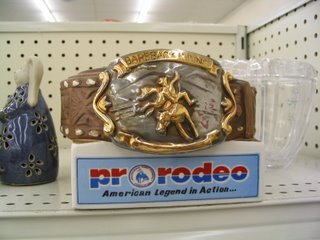 BAREBACK RIDING
prorodeo
American Legend in Action...